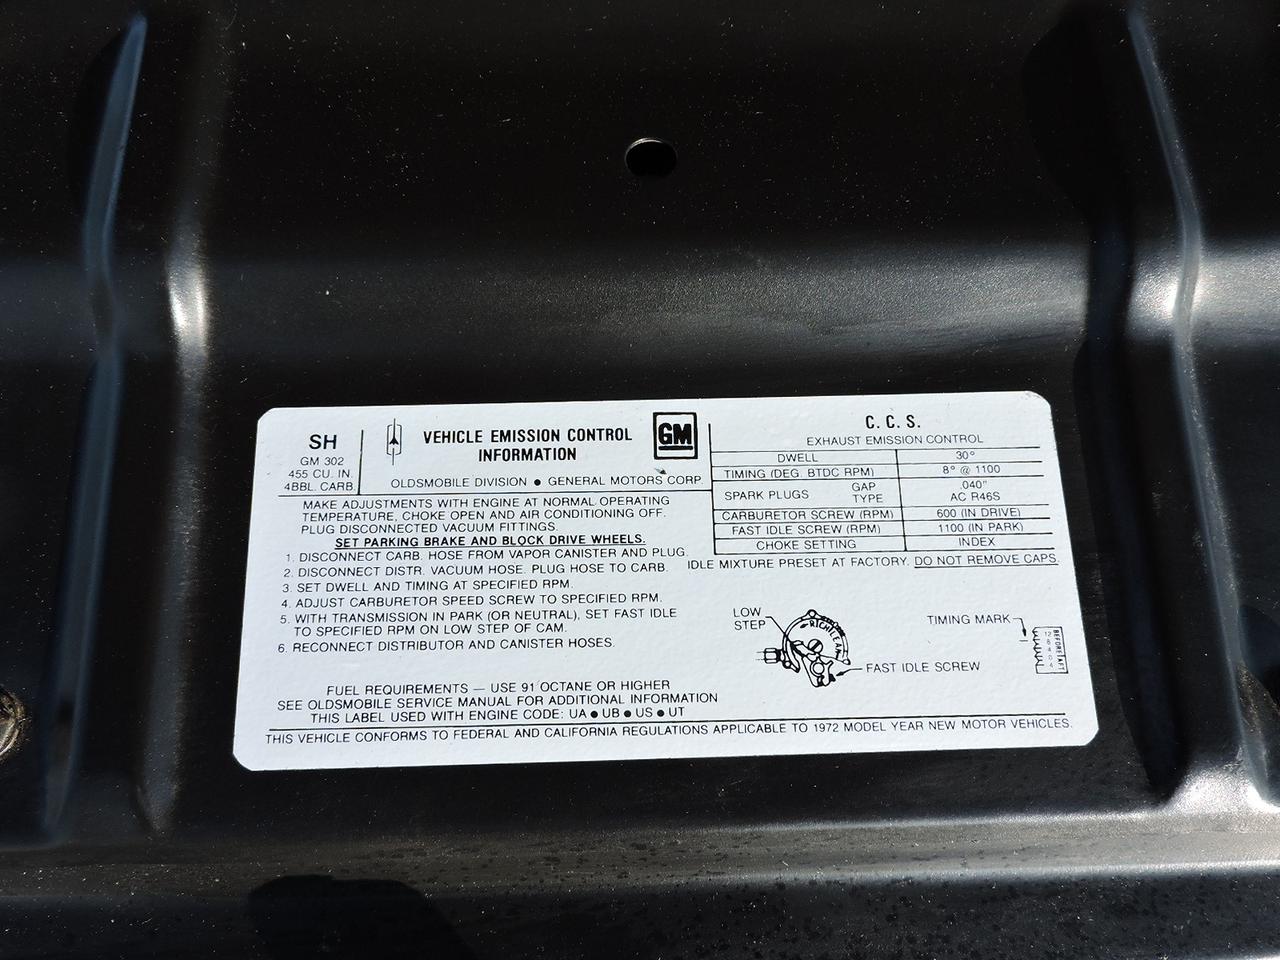 SH
GM 302
455 CU. IN.
4BBL. CARB.
VEHICLE EMISSION CONTROL
INFORMATION
GM
OLDSMOBILE DIVISION ● GENERAL MOTORS CORP.
MAKE ADJUSTMENTS WITH ENGINE AT NORMAL OPERATING
TEMPERATURE, CHOKE OPEN AND AIR CONDITIONING OFF.
PLUG DISCONNECTED VACUUM FITTINGS.
SET PARKING BRAKE AND BLOCK DRIVE WHEELS.
1. DISCONNECT CARB. HOSE FROM VAPOR CANISTER AND PLUG.
2. DISCONNECT DISTR. VACUUM HOSE. PLUG HOSE TO CARB.
3. SET DWELL AND TIMING AT SPECIFIED RPM.
4. ADJUST CARBURETOR SPEED SCREW TO SPECIFIED RPM.
5. WITH TRANSMISSION IN PARK (OR NEUTRAL), SET FAST IDLE
TO SPECIFIED RPM ON LOW STEP OF CAM.
6. RECONNECT DISTRIBUTOR AND CANISTER HOSES.
C. C. S.
EXHAUST EMISSION CONTROL
DWELL 30°
TIMING (DEG. BTDC RPM) 8° @ 1100
SPARK PLUGS GAP .040"
TYPE AC R46S
CARBURETOR SCREW (RPM) 600 (IN DRIVE)
FAST IDLE SCREW (RPM) 1100 (IN PARK)
CHOKE SETTING INDEX
IDLE MIXTURE PRESET AT FACTORY. DO NOT REMOVE CAPS.
LOW
STEP
RICH LEAN
FAST IDLE SCREW
TIMING MARK
BEFORE
FUEL REQUIREMENTS — USE 91 OCTANE OR HIGHER
SEE OLDSMOBILE SERVICE MANUAL FOR ADDITIONAL INFORMATION
THIS LABEL USED WITH ENGINE CODE: UA ● UB ● US ● UT
THIS VEHICLE CONFORMS TO FEDERAL AND CALIFORNIA REGULATIONS APPLICABLE TO 1972 MODEL YEAR NEW MOTOR VEHICLES.